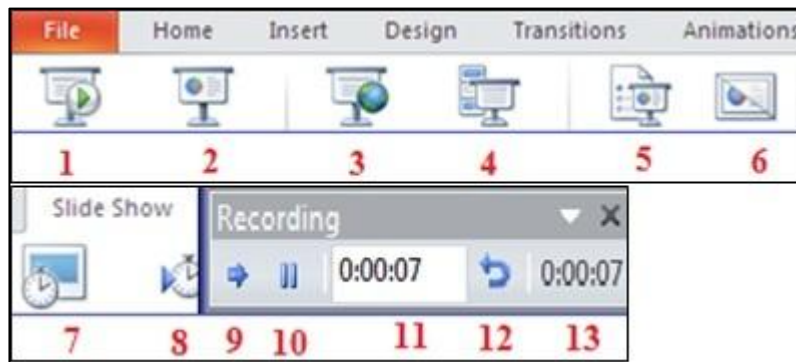 File Home Insert Design Transitions Animations
1 2 3 4 5 6
Slide Show
Recording
0:00:07 0:00:07
7 8 9 10 11 12 13